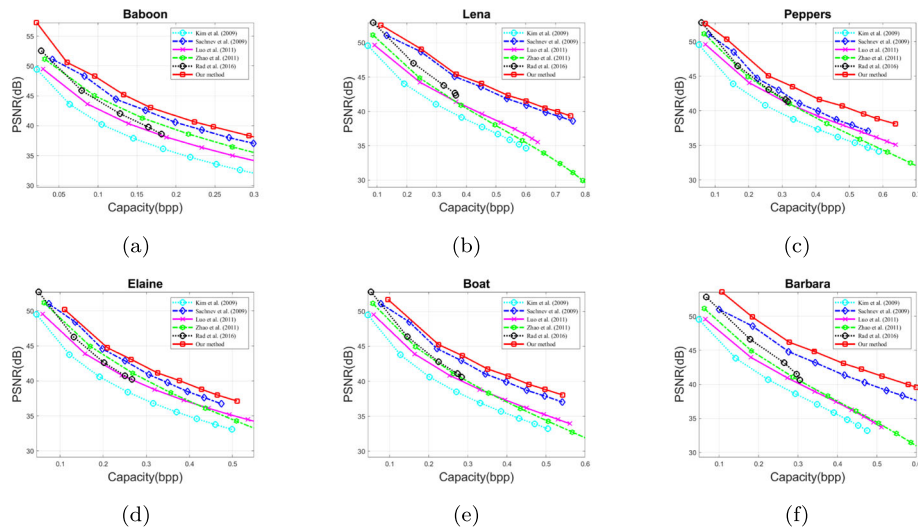 Baboon
PSNR(dB)
55
50
45
40
35
30
0.05 0.1 0.15 0.2 0.25 0.3
Capacity(bpp)
Kim et al. (2009)
Sachnev et al. (2009)
Luo et al. (2011)
Zhao et al. (2011)
Rad et al. (2016)
Our method
(a)
Lena
PSNR(dB)
50
45
40
35
30
0.1 0.2 0.3 0.4 0.5 0.6 0.7 0.8
Capacity(bpp)
Kim et al. (2009)
Sachnev et al. (2009)
Luo et al. (2011)
Zhao et al. (2011)
Rad et al. (2016)
Our method
(b)
Peppers
PSNR(dB)
50
45
40
35
30
0.1 0.2 0.3 0.4 0.5 0.6
Capacity(bpp)
Kim et al. (2009)
Sachnev et al. (2009)
Luo et al. (2011)
Zhao et al. (2011)
Rad et al. (2016)
Our method
(c)
Elaine
PSNR(dB)
50
45
40
35
30
0.1 0.2 0.3 0.4 0.5
Capacity(bpp)
Kim et al. (2009)
Sachnev et al. (2009)
Luo et al. (2011)
Zhao et al. (2011)
Rad et al. (2016)
Our method
(d)
Boat
PSNR(dB)
50
45
40
35
30
0.1 0.2 0.3 0.4 0.5 0.6
Capacity(bpp)
Kim et al. (2009)
Sachnev et al. (2009)
Luo et al. (2011)
Zhao et al. (2011)
Rad et al. (2016)
Our method
(e)
Barbara
PSNR(dB)
50
45
40
35
30
0.1 0.2 0.3 0.4 0.5 0.6
Capacity(bpp)
Kim et al. (2009)
Sachnev et al. (2009)
Luo et al. (2011)
Zhao et al. (2011)
Rad et al. (2016)
Our method
(f)